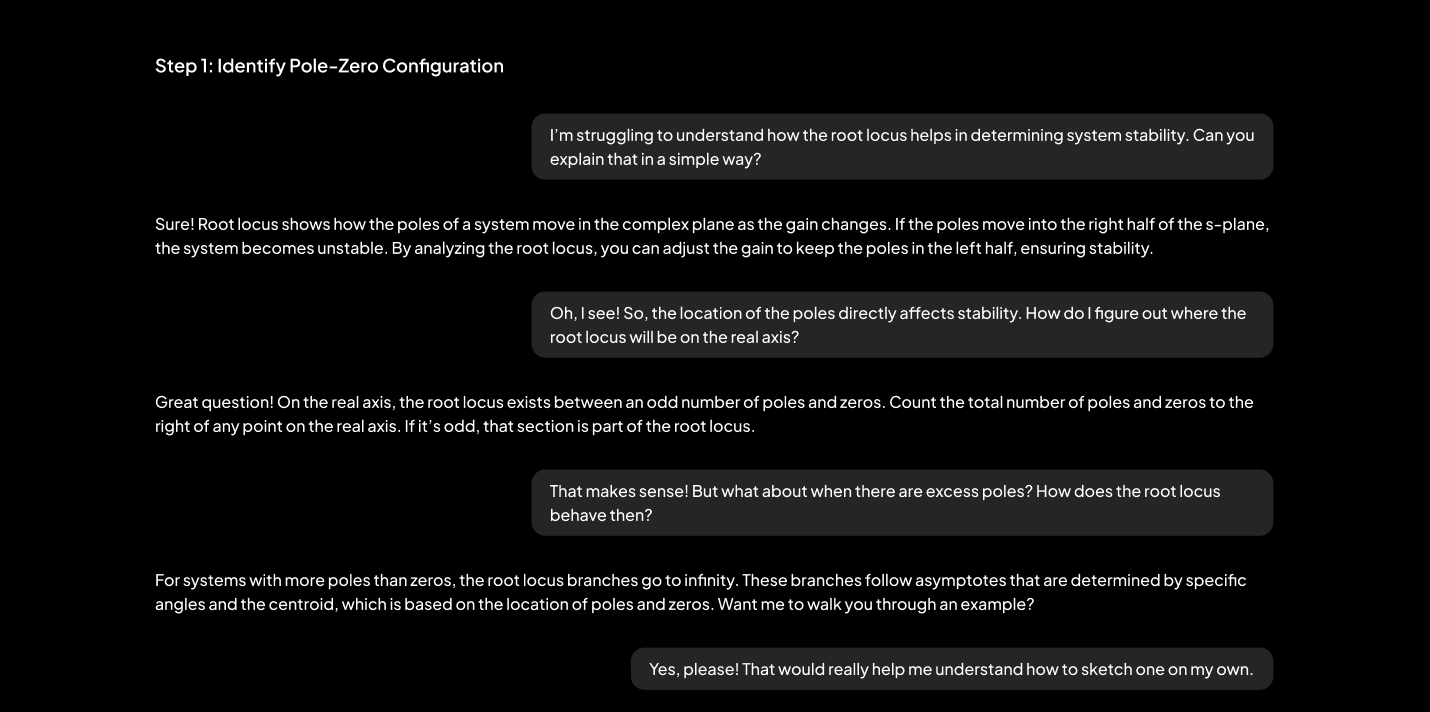 Step 1: Identify Pole-Zero Configuration
I’m struggling to understand how the root locus helps in determining system stability. Can you
explain that in a simple way?
Sure! Root locus shows how the poles of a system move in the complex plane as the gain changes. If the poles move into the right half of the s-plane,
the system becomes unstable. By analyzing the root locus, you can adjust the gain to keep the poles in the left half, ensuring stability.
Oh, I see! So, the location of the poles directly affects stability. How do I figure out where the
root locus will be on the real axis?
Great question! On the real axis, the root locus exists between an odd number of poles and zeros. Count the total number of poles and zeros to the
right of any point on the real axis. If it’s odd, that section is part of the root locus.
That makes sense! But what about when there are excess poles? How does the root locus
behave then?
For systems with more poles than zeros, the root locus branches go to infinity. These branches follow asymptotes that are determined by specific
angles and the centroid, which is based on the location of poles and zeros. Want me to walk you through an example?
Yes, please! That would really help me understand how to sketch one on my own.